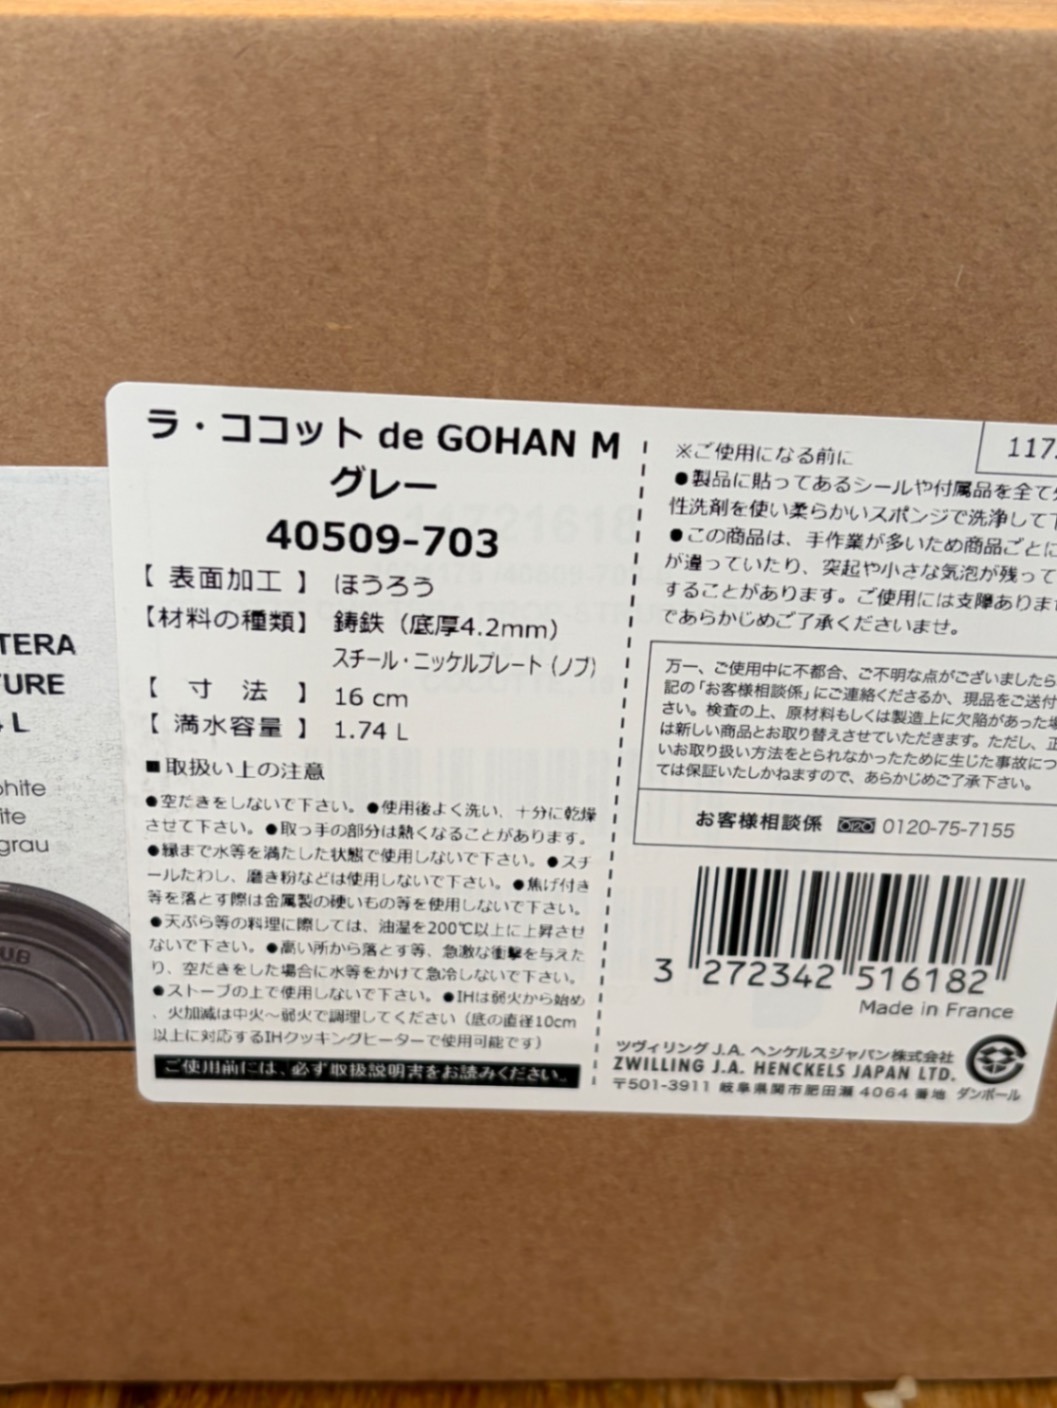 ラ・ココット de GOHAN M
グレー
40509-703
【 表面加工 】 ほうろう
【材料の種類】 鋳鉄（底厚4.2mm）
スチール・ニッケルプレート（ノブ）
【 寸 法 】 16 cm
【 満水容量 】 1.74 L
■取扱い上の注意
●空だきをしないで下さい。●使用後よく洗い、十分に乾燥
させて下さい。●取っ手の部分は熱くなることがあります。
●縁まで水等を満たした状態で使用しないで下さい。●スチ
ールたわし、磨き粉などは使用しないで下さい。●焦げ付き
等を落とす際は金属製の硬いもの等を使用しないで下さい。
●天ぷら等の料理に際しては、油温を200℃以上に上昇させ
ないで下さい。●高い所から落とす等、急激な衝撃を与えた
り、空だきをした場合に水等をかけて急冷しないで下さい。
●ストーブの上で使用しないで下さい。●IHは弱火から始め
、火加減は中火～弱火で調理してください（底の直径10cm
以上に対応するIHクッキングヒーターで使用可能です）
ご使用前には、必ず取扱説明書をお読みください。
1173
※ご使用になる前に
●製品に貼ってあるシールや付属品を全て
性洗剤を使い柔らかいスポンジで洗浄して
●この商品は、手作業が多いため商品ごとに
が違っていたり、突起や小さな気泡が残って
することがあります。ご使用には支障ありませ
であらかじめご了承くださいませ。
万一、ご使用中に不都合、ご不明な点がございましたら
記の「お客様相談係」にご連絡くださるか、現品をご送付
さい。検査の上、原材料もしくは製造上に欠陥があった場
は新しい商品とお取り替えさせていただきます。ただし、正
いお取り扱い方法をとられなかったために生じた事故につ
ては保証いたしかねますので、あらかじめご了承下さい。
お客様相談係 0120-75-7155
3 272342 516182
Made in France
ツヴィリング J.A. ヘンケルスジャパン株式会社
ZWILLING J.A. HENCKELS JAPAN LTD.
〒501-3911 岐阜県関市肥田瀬 4064 番地 ダンボール
TERA
TURE
L
phite
ite
grau
UB